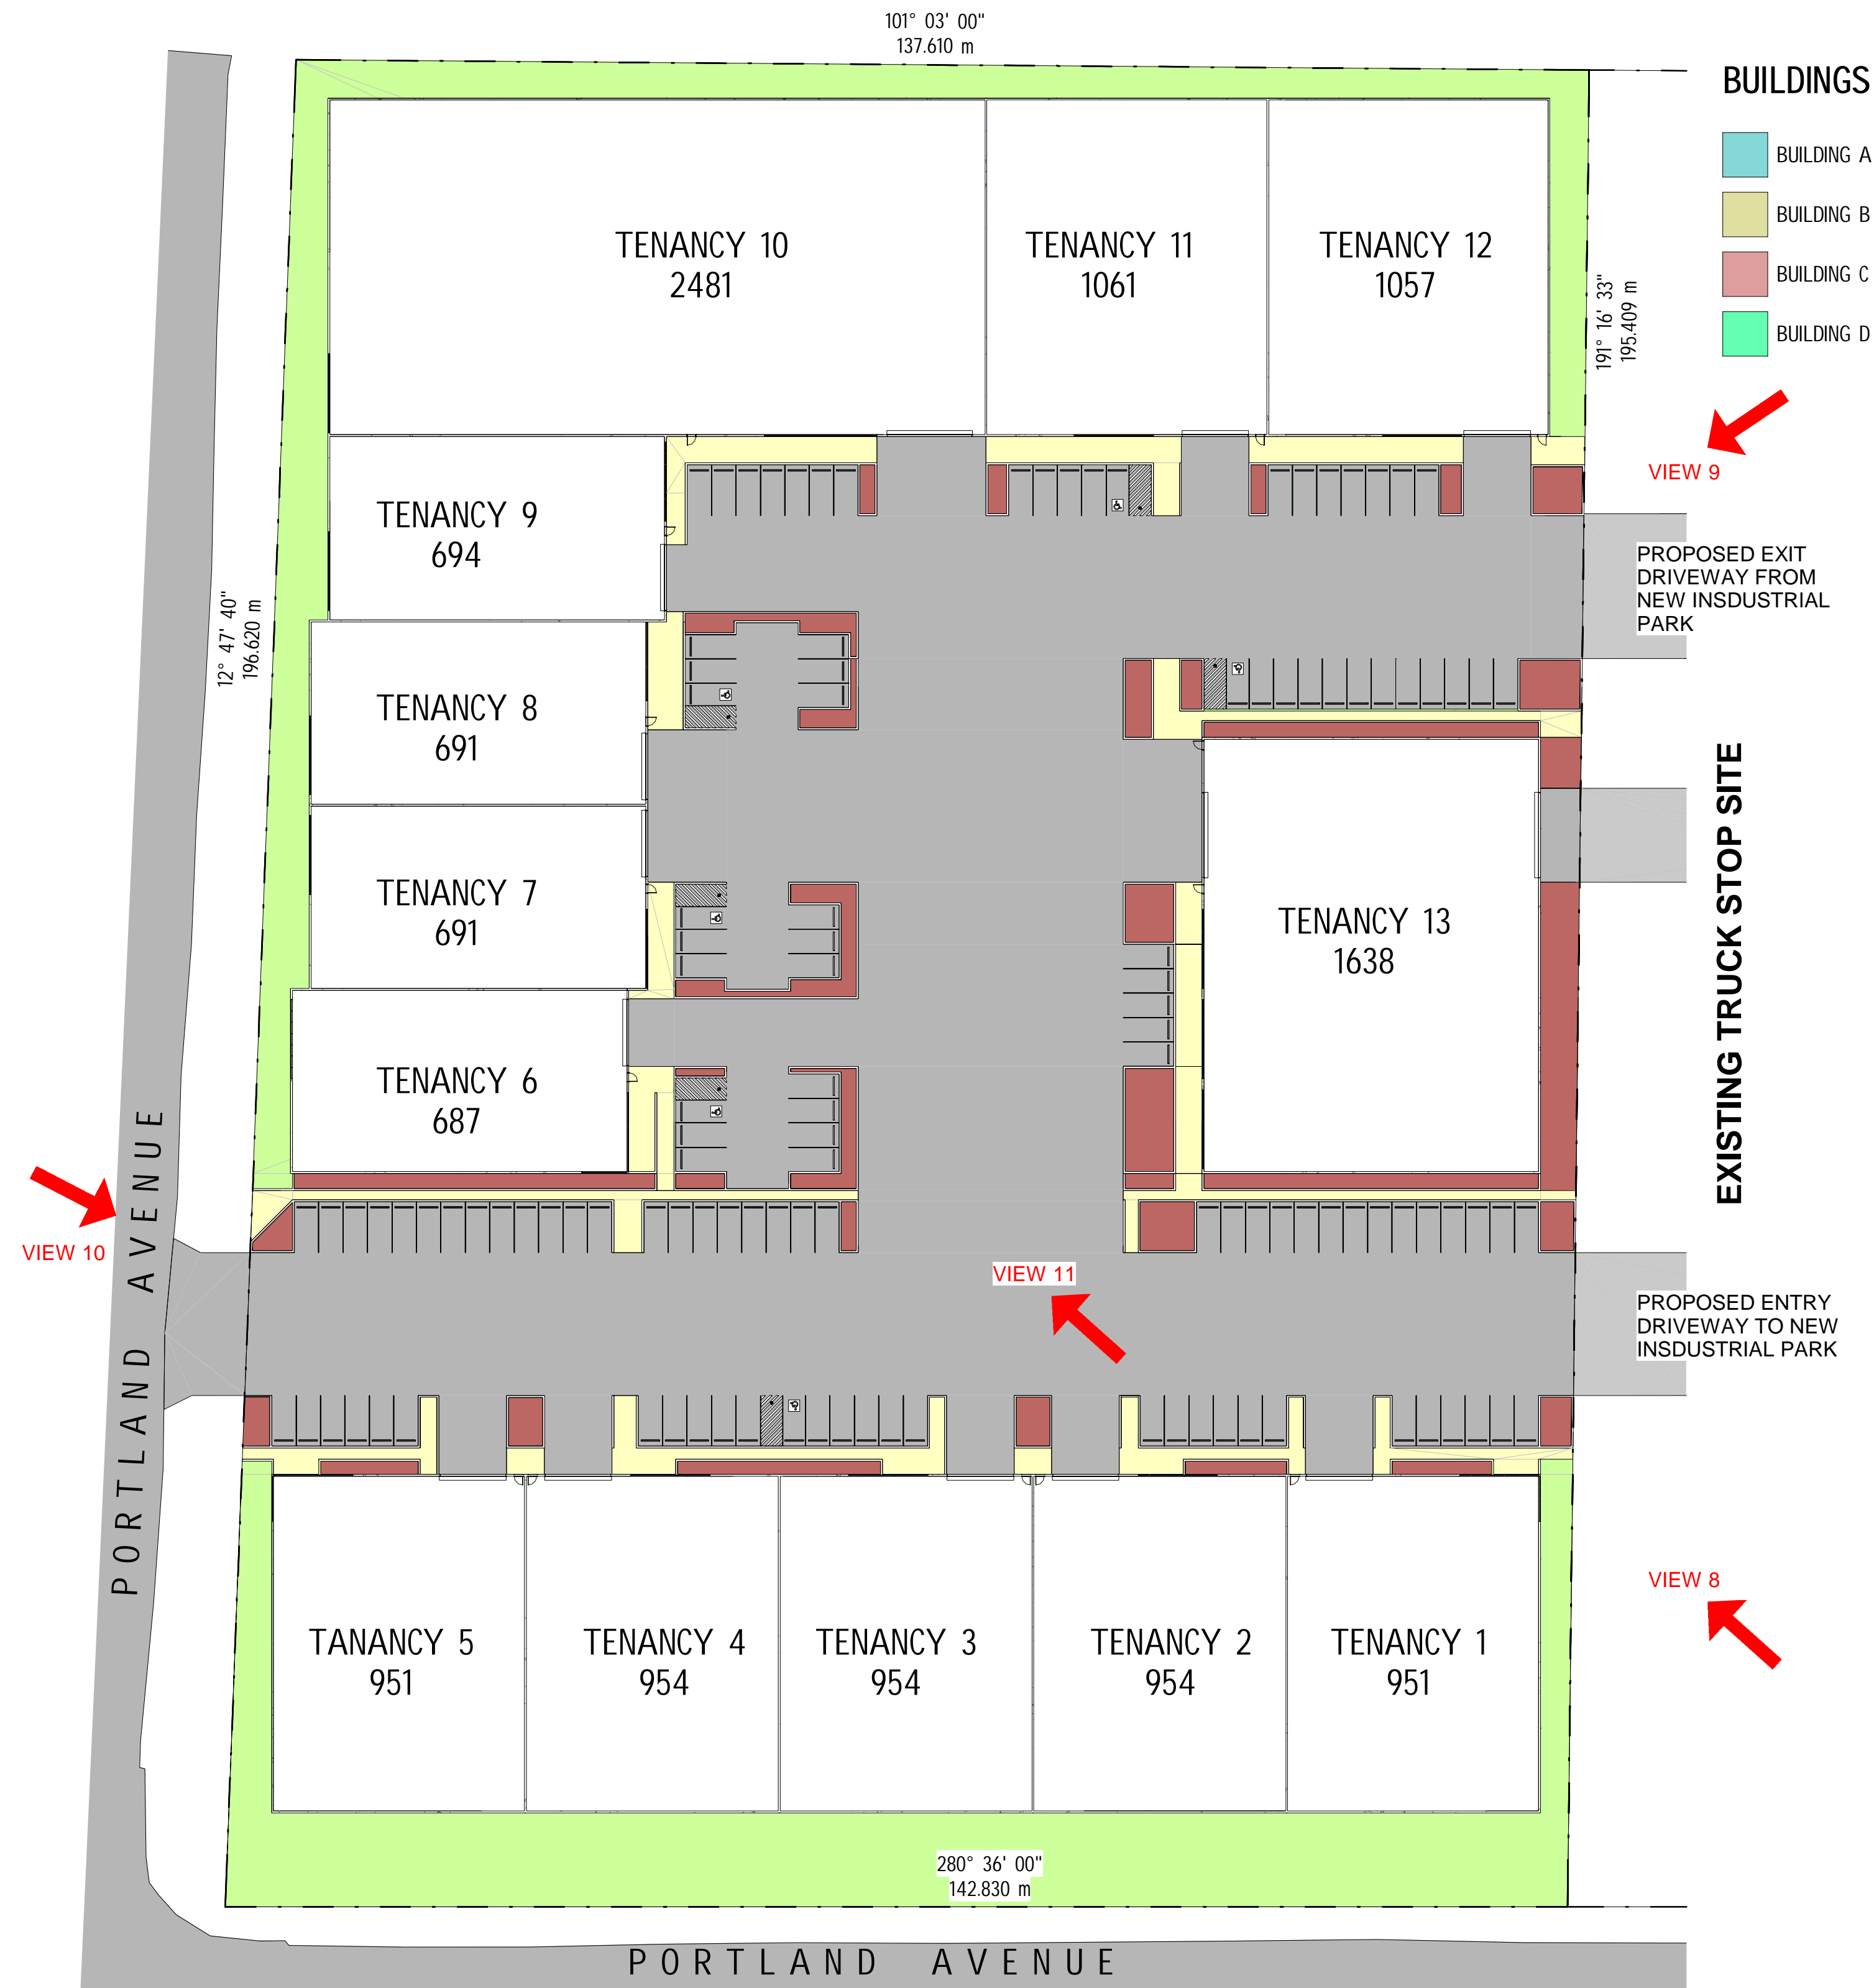 101° 03' 00"
137.610 m
BUILDINGS
BUILDING A
BUILDING B
BUILDING C
BUILDING D
TENANCY 10
2481
TENANCY 11
1061
TENANCY 12
1057
191° 16' 33"
195.409 m
VIEW 9
TENANCY 9
694
PROPOSED EXIT
DRIVEWAY FROM
NEW INSDUSTRIAL
PARK
12° 47' 40"
196.620 m
TENANCY 8
691
TENANCY 7
691
TENANCY 13
1638
EXISTING TRUCK STOP SITE
TENANCY 6
687
PORTLAND AVENUE
VIEW 10
VIEW 11
PROPOSED ENTRY
DRIVEWAY TO NEW
INSDUSTRIAL PARK
VIEW 8
TANANCY 5
951
TENANCY 4
954
TENANCY 3
954
TENANCY 2
954
TENANCY 1
951
280° 36' 00"
142.830 m
PORTLAND AVENUE